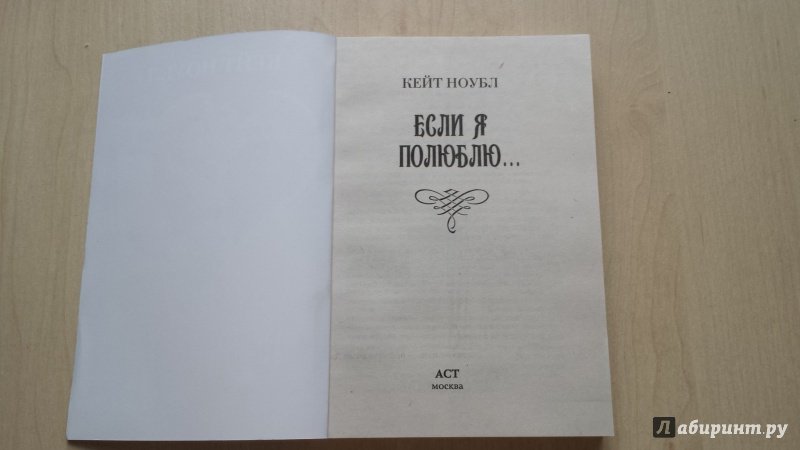 КЕЙТ НОУБЛ
ЕСЛИ Я
ПОЛЮБЛЮ...
АСТ
москва
Лабиринт.ру